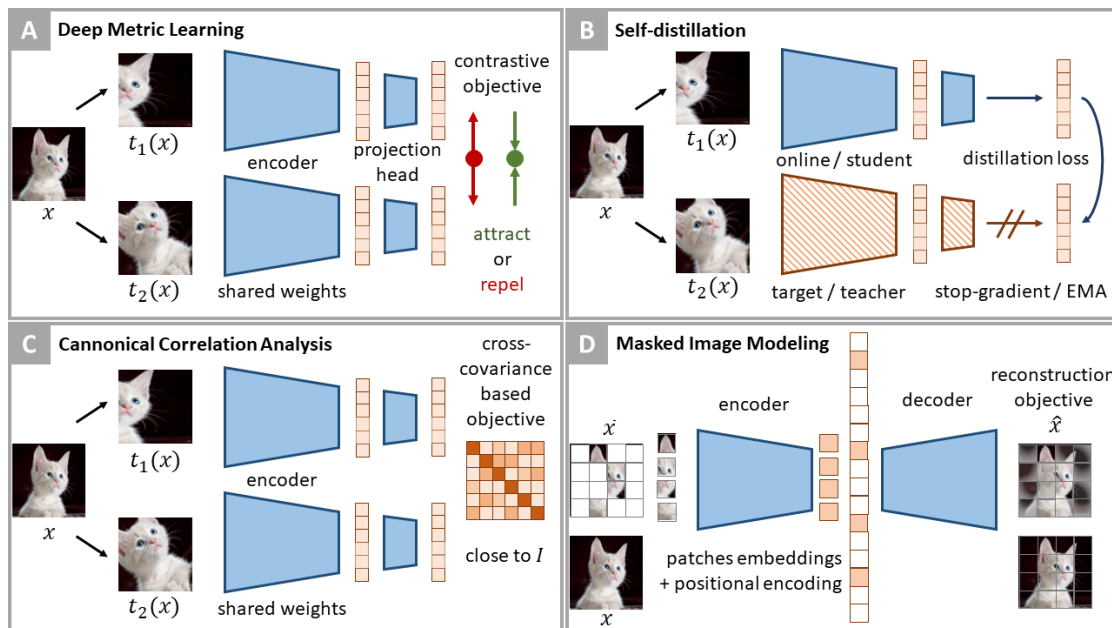 A Deep Metric Learning
t₁(x)
x
t₂(x)
encoder
projection
head
shared weights
contrastive
objective
attract
or
repel
B Self-distillation
t₁(x)
x
t₂(x)
online / student
distillation loss
target / teacher
stop-gradient / EMA
C Cannonical Correlation Analysis
t₁(x)
x
t₂(x)
encoder
shared weights
cross-
covariance
based
objective
close to I
D Masked Image Modeling
ẋ
x
encoder
patches embeddings
+ positional encoding
decoder
reconstruction
objective
x̂